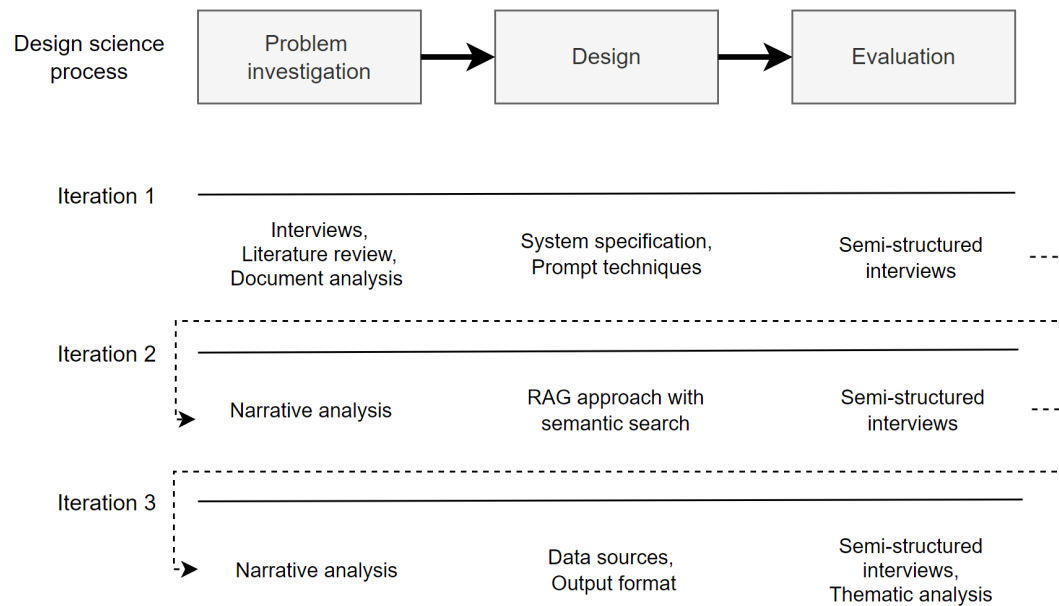 Design science
process
Problem
investigation
Design
Evaluation
Iteration 1
Interviews,
Literature review,
Document analysis
System specification,
Prompt techniques
Semi-structured
interviews
Iteration 2
Narrative analysis
RAG approach with
semantic search
Semi-structured
interviews
Iteration 3
Narrative analysis
Data sources,
Output format
Semi-structured
interviews,
Thematic analysis